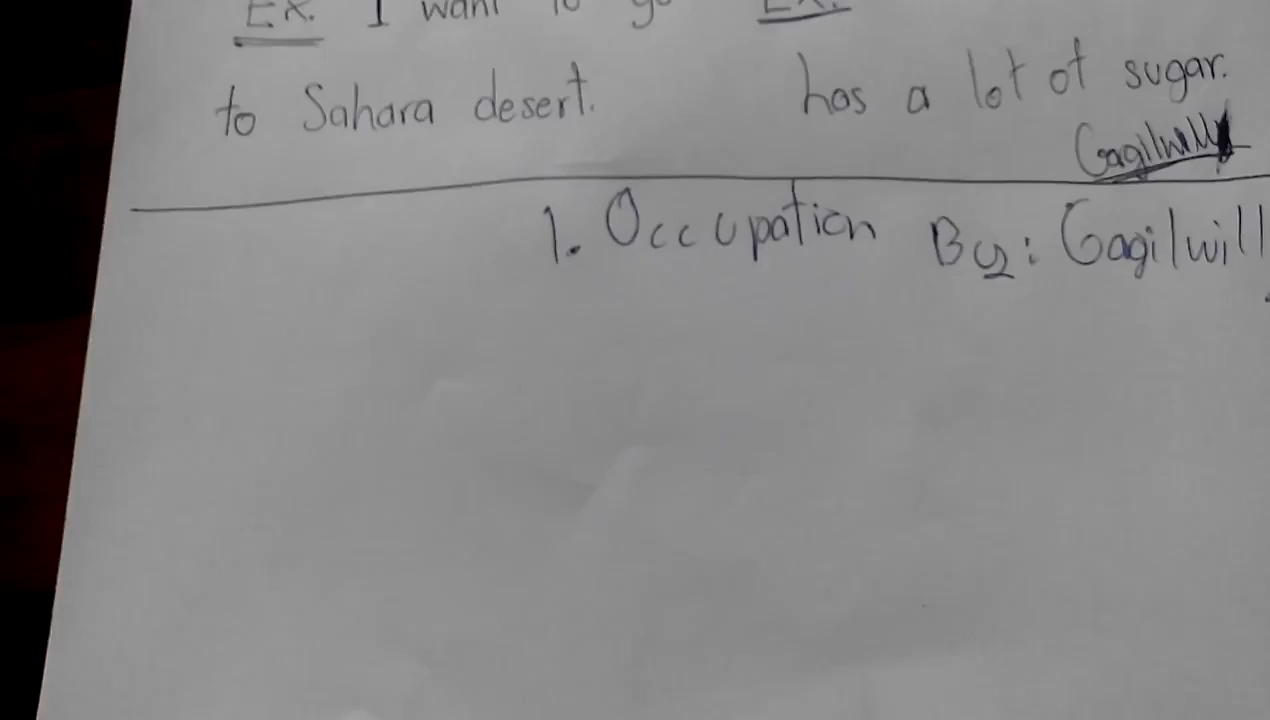 Ex. I want to go Ex.
to Sahara desert. has a lot of sugar.
Gagilwill
1. Occupation By: Gagilwill